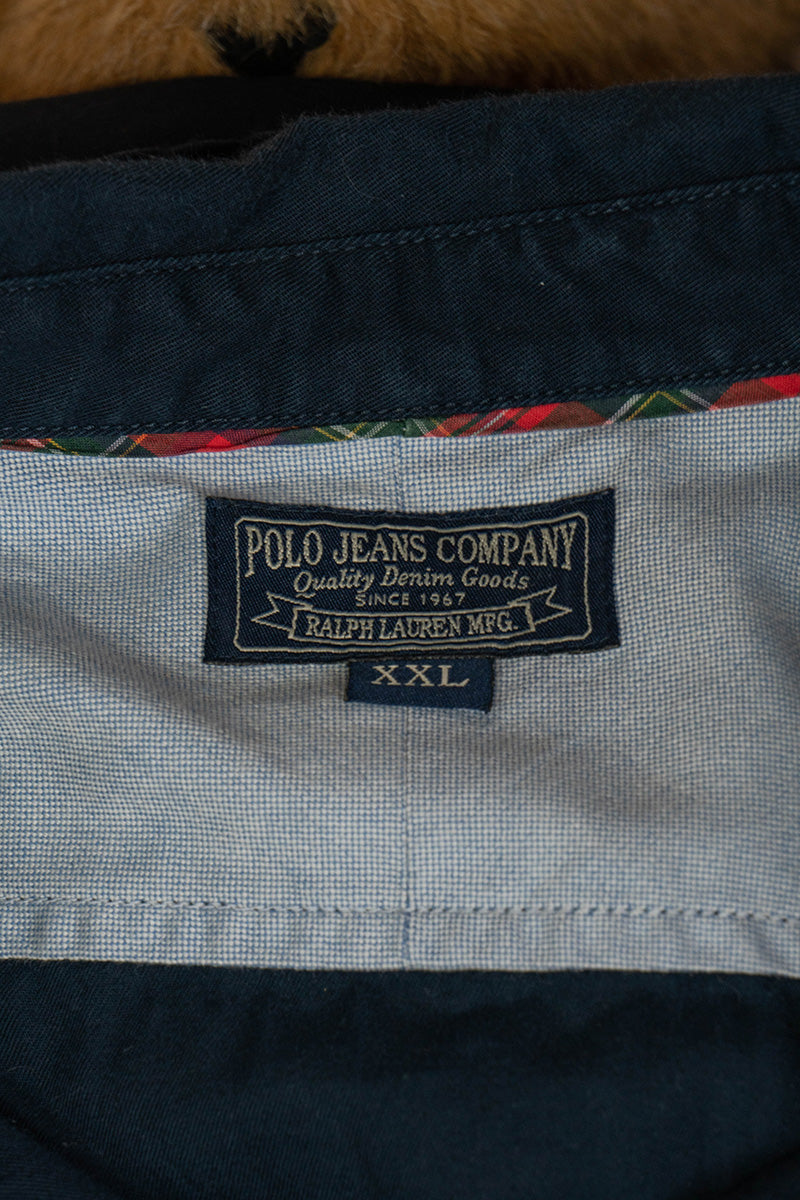 POLO JEANS COMPANY
Quality Denim Goods
SINCE 1967
RALPH LAUREN MFG.
XXL